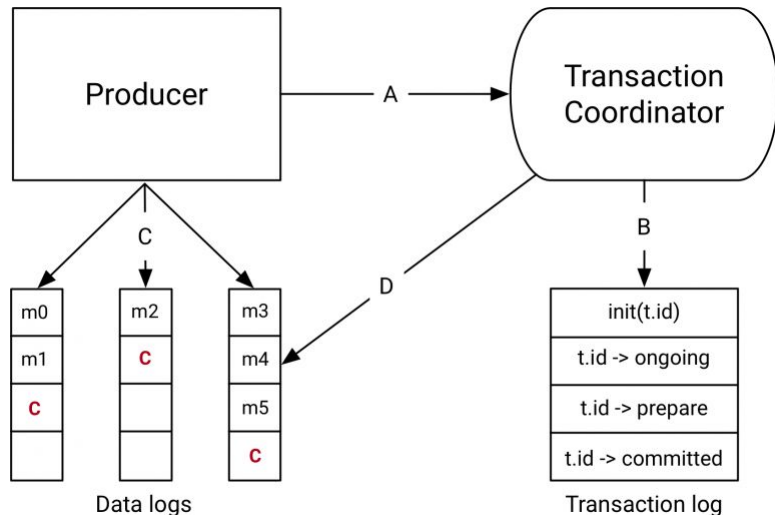 Producer
A
Transaction
Coordinator
C
B
D
m0
m1
C
m2
C
m3
m4
m5
C
init(t.id)
t.id -> ongoing
t.id -> prepare
t.id -> committed
Data logs
Transaction log